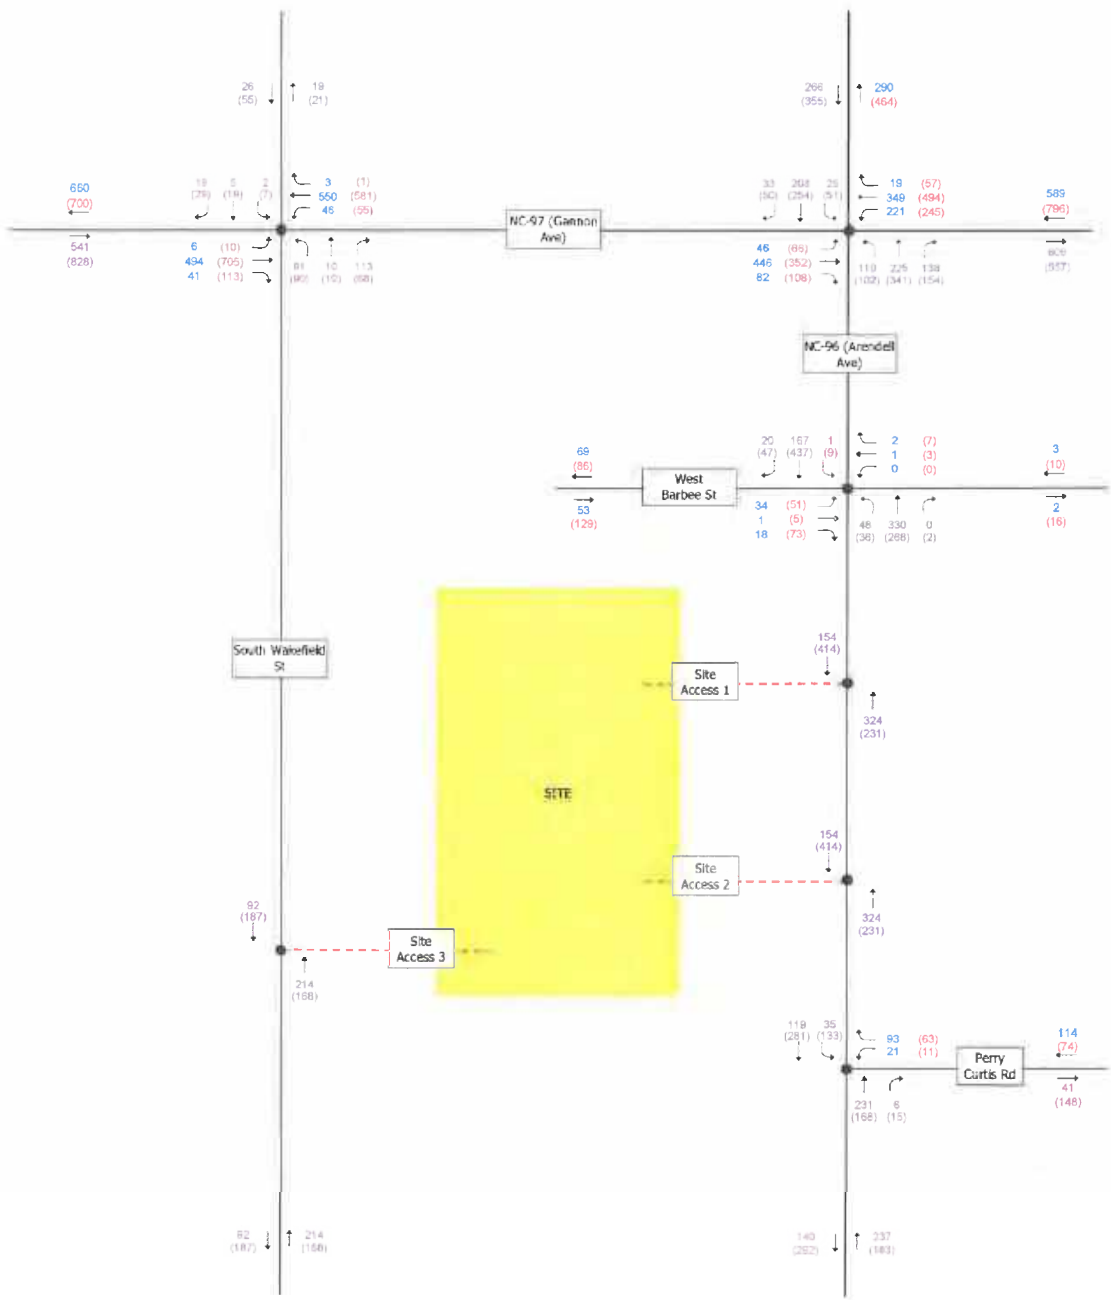 26 19 266 290
(55) (21) (355) (464)
660
(700)
19 5 2
(29) (19) (7)
3 (1)
550 (581)
46 (55)
33 208 25
(50) (254) (51)
19 (57)
349 (494)
221 (245)
589
(796)
NC-97 (Gannon
Ave)
541
(828)
6 (10)
494 (705)
41 (113)
10 113
(10) (68)
46 (66)
446 (352)
82 (108)
110 225 138
(102) (341) (154)
(557)
NC-96 (Arendell
Ave)
69
(86)
20 167 1
(47) (437) (9)
2 (7)
1 (3)
0 (0)
3
(10)
West
Barbee St
53
(129)
34 (51)
1 (5)
18 (73)
48 330 0
(36) (268) (2)
2
(16)
South Wakefield
St
154
(414)
Site
Access 1
324
(231)
SITE
154
(414)
Site
Access 2
324
(231)
92
(187)
Site
Access 3
214
(168)
119 35
(281) (133)
93 (63)
21 (11)
114
(74)
Perry
Curtis Rd
41
(148)
231 6
(168) (15)
92 214 140 237
(187) (168) (292) (183)